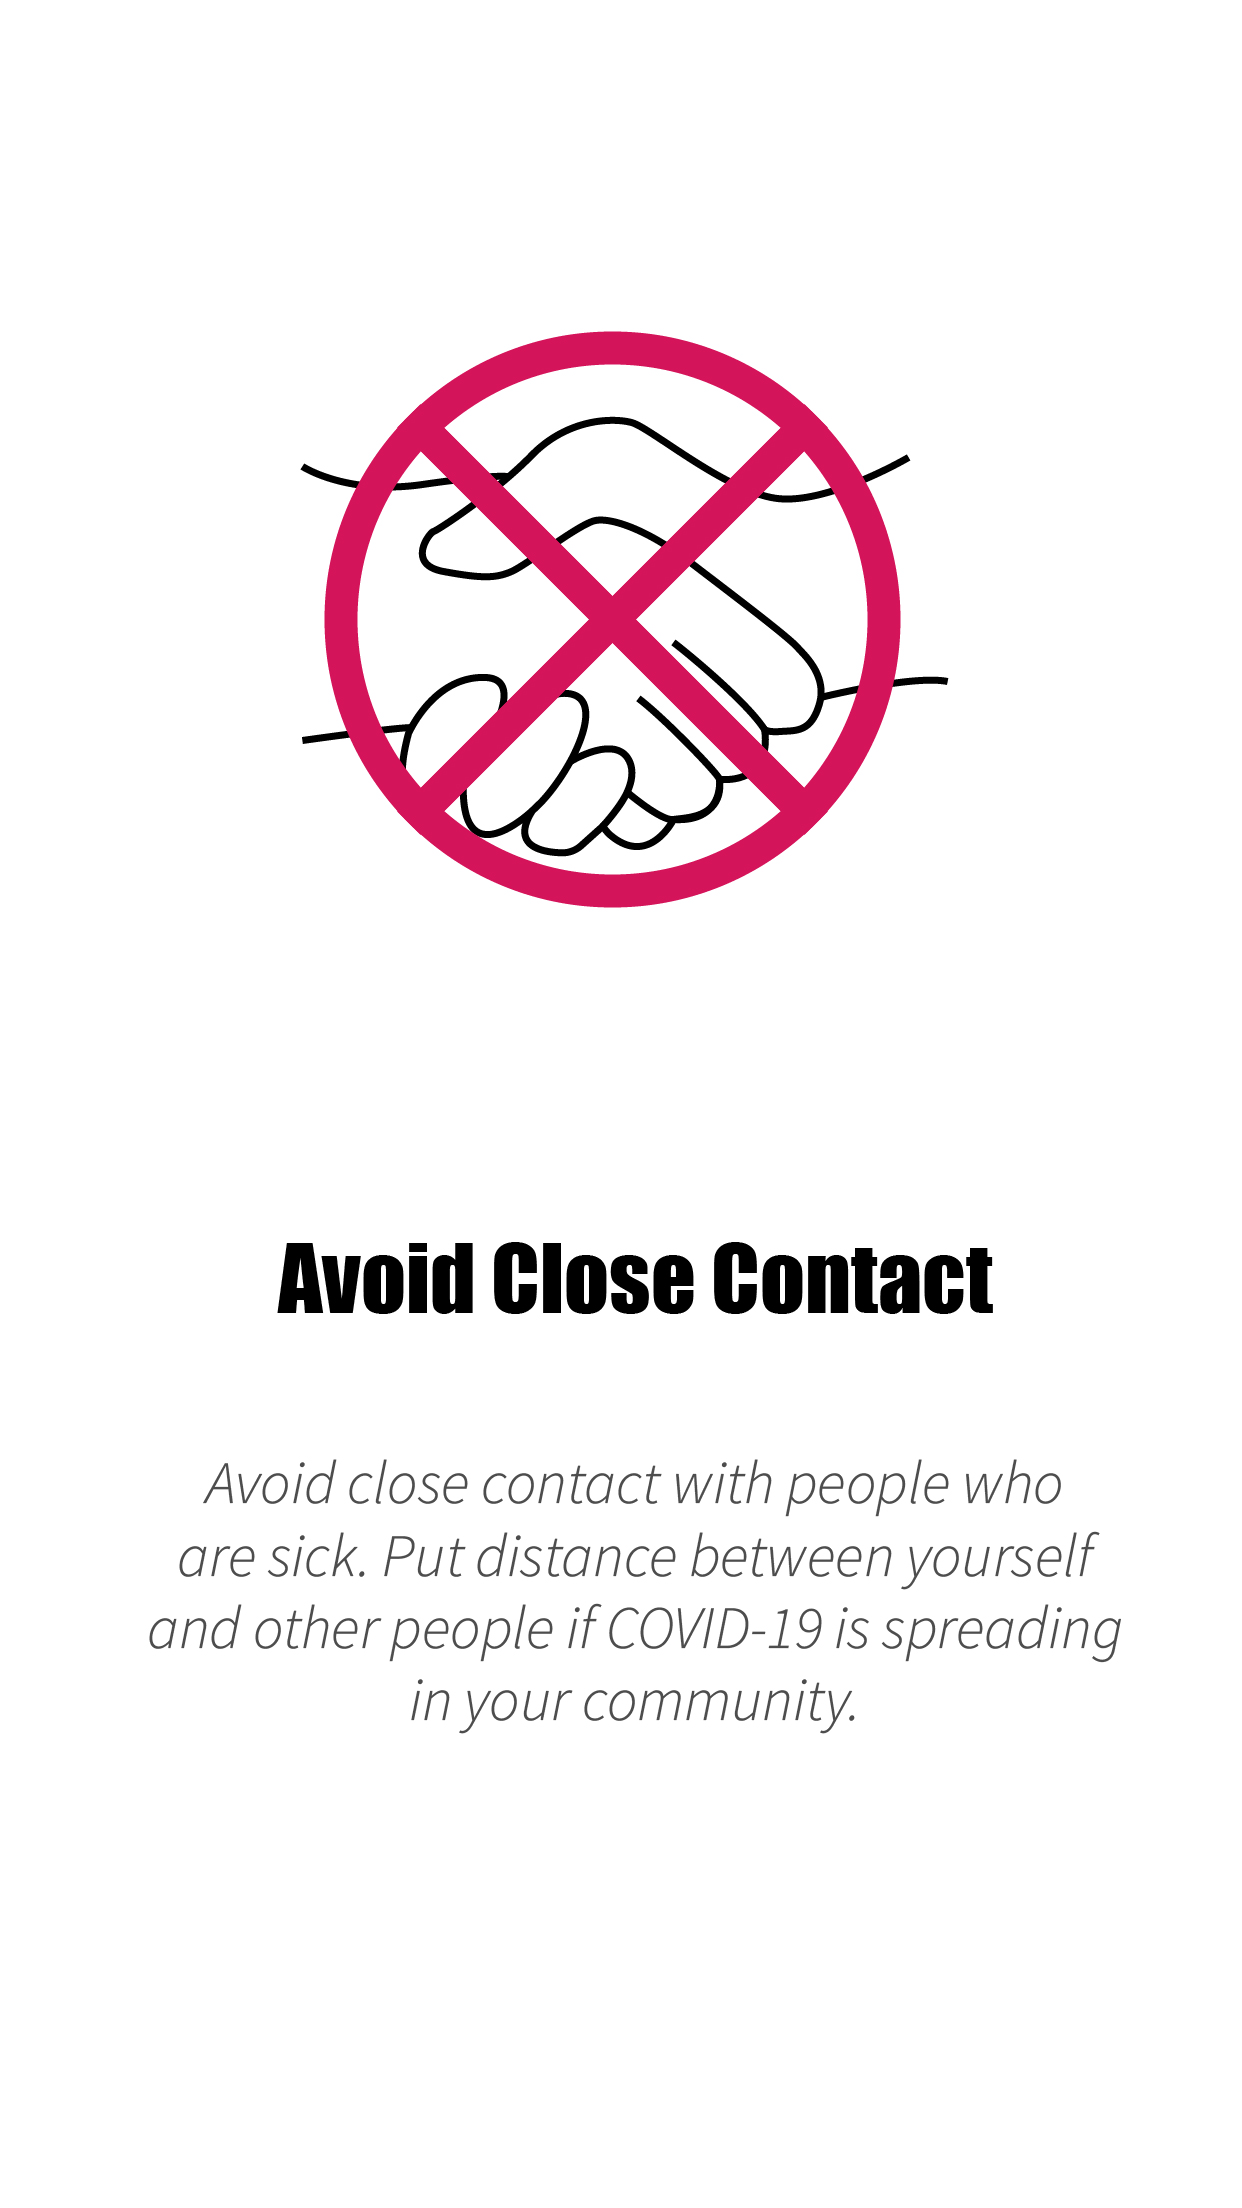 Avoid Close Contact
Avoid close contact with people who
are sick. Put distance between yourself
and other people if COVID-19 is spreading
in your community.